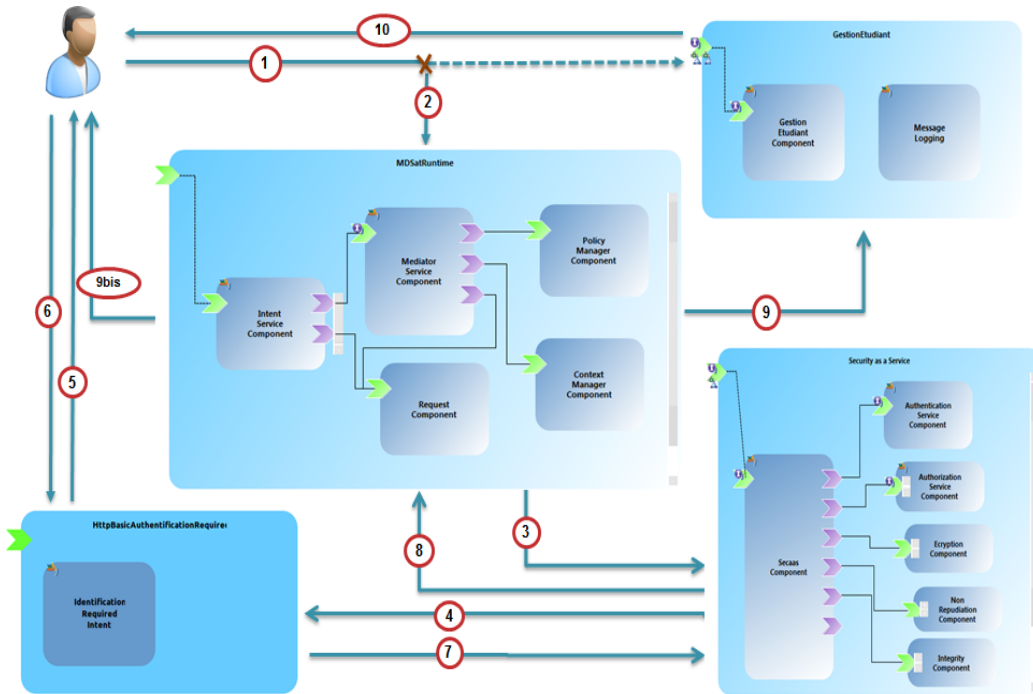 10
1
2
GestionEtudiant
Gestion
Etudiant
Component
Message
Logging
MDSatRuntime
Mediator
Service
Component
Policy
Manager
Component
Intent
Service
Component
Request
Component
Context
Manager
Component
9bis
9
6
5
Security as a Service
Authentication
Service
Component
Authorization
Service
Component
Ecryption
Component
Secaas
Component
Non
Repudiation
Component
Integrity
Component
3
8
4
7
HttpBasicAuthentificationRequire
Identification
Required
Intent